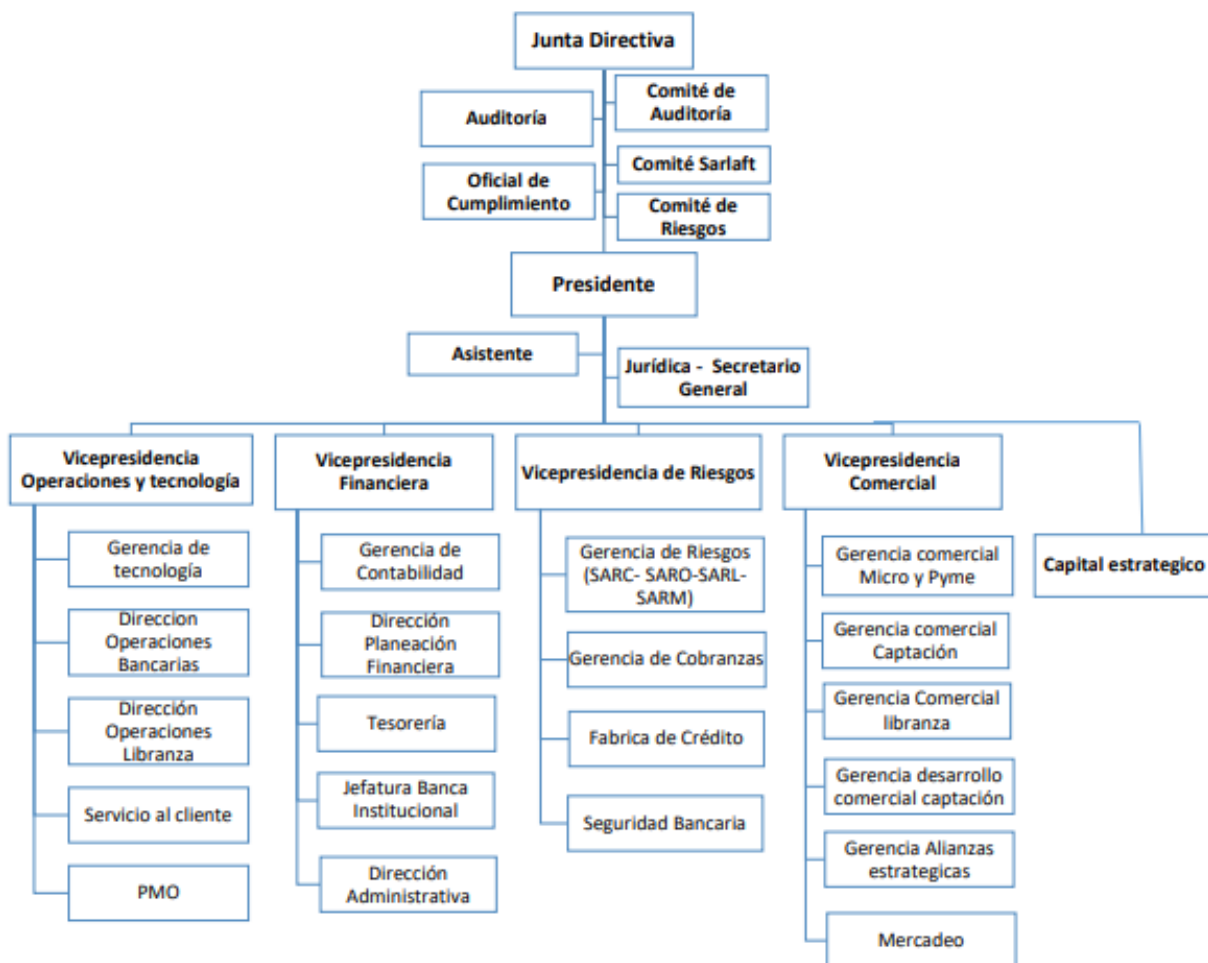 Junta Directiva
Auditoría
Comité de
Auditoría
Comité Sarlaft
Oficial de
Cumplimiento
Comité de
Riesgos
Presidente
Asistente
Jurídica - Secretario
General
Vicepresidencia
Operaciones y tecnología
Gerencia de
tecnología
Direccion
Operaciones
Bancarias
Dirección
Operaciones
Libranza
Servicio al cliente
PMO
Vicepresidencia
Financiera
Gerencia de
Contabilidad
Dirección
Planeación
Financiera
Tesorería
Jefatura Banca
Institucional
Dirección
Administrativa
Vicepresidencia de Riesgos
Gerencia de Riesgos
(SARC- SARO-SARL-
SARM)
Gerencia de Cobranzas
Fabrica de Crédito
Seguridad Bancaria
Vicepresidencia
Comercial
Gerencia comercial
Micro y Pyme
Gerencia comercial
Captación
Gerencia Comercial
libranza
Gerencia desarrollo
comercial captación
Gerencia Alianzas
estrategicas
Mercadeo
Capital estrategico